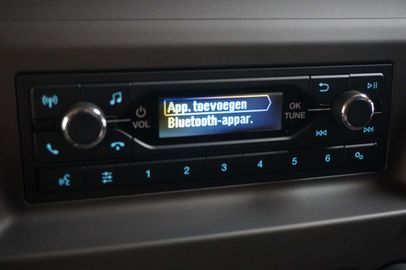 App. toevoegen
Bluetooth-appar.
VOL
OK
TUNE
1 2 3 4 5 6